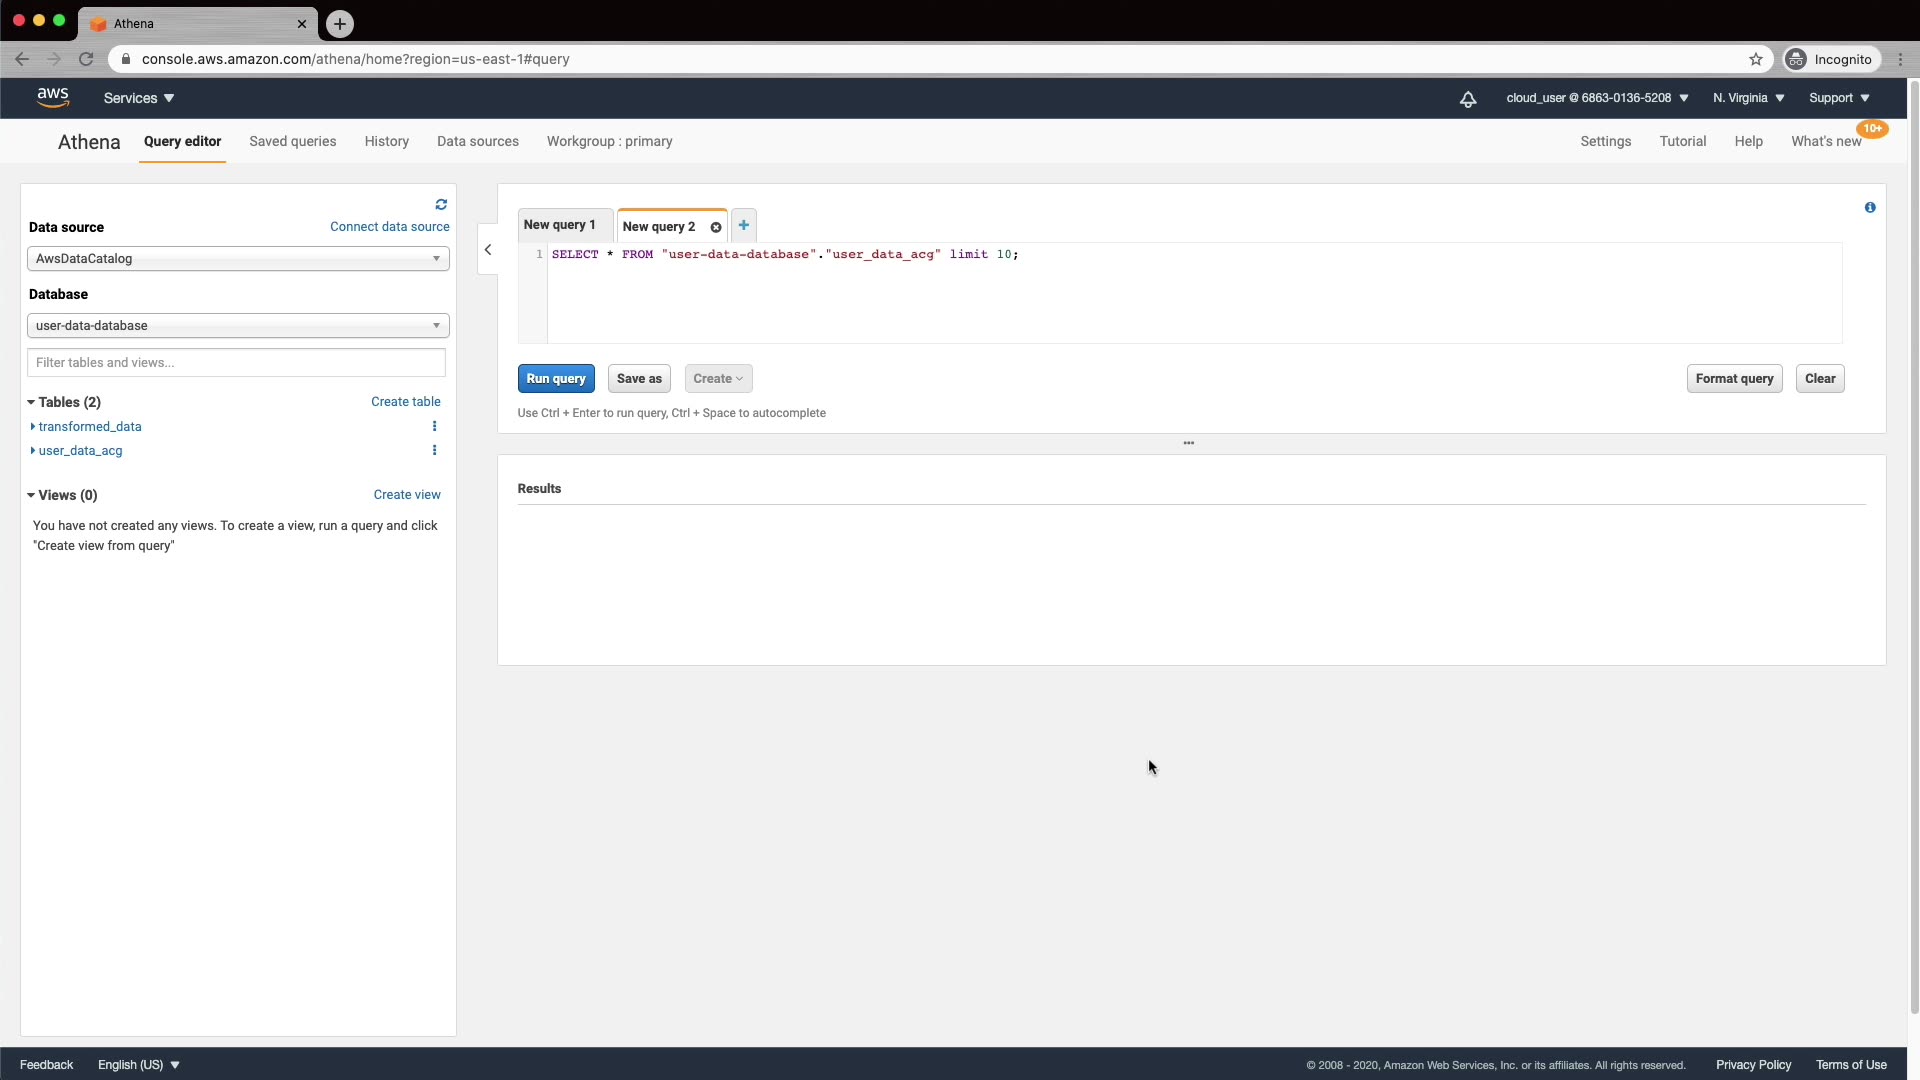 Athena
console.aws.amazon.com/athena/home?region=us-east-1#query
Incognito
aws
Services
cloud_user @ 6863-0136-5208
N. Virginia
Support
Athena
Query editor
Saved queries
History
Data sources
Workgroup : primary
Settings
Tutorial
Help
What's new
10+
Data source
Connect data source
AwsDataCatalog
Database
user-data-database
Filter tables and views...
Tables (2)
Create table
transformed_data
user_data_acg
Views (0)
Create view
You have not created any views. To create a view, run a query and click
"Create view from query"
New query 1
New query 2
1 SELECT * FROM "user-data-database"."user_data_acg" limit 10;
Run query
Save as
Create
Format query
Clear
Use Ctrl + Enter to run query, Ctrl + Space to autocomplete
Results
Feedback
English (US)
© 2008 - 2020, Amazon Web Services, Inc. or its affiliates. All rights reserved.
Privacy Policy
Terms of Use